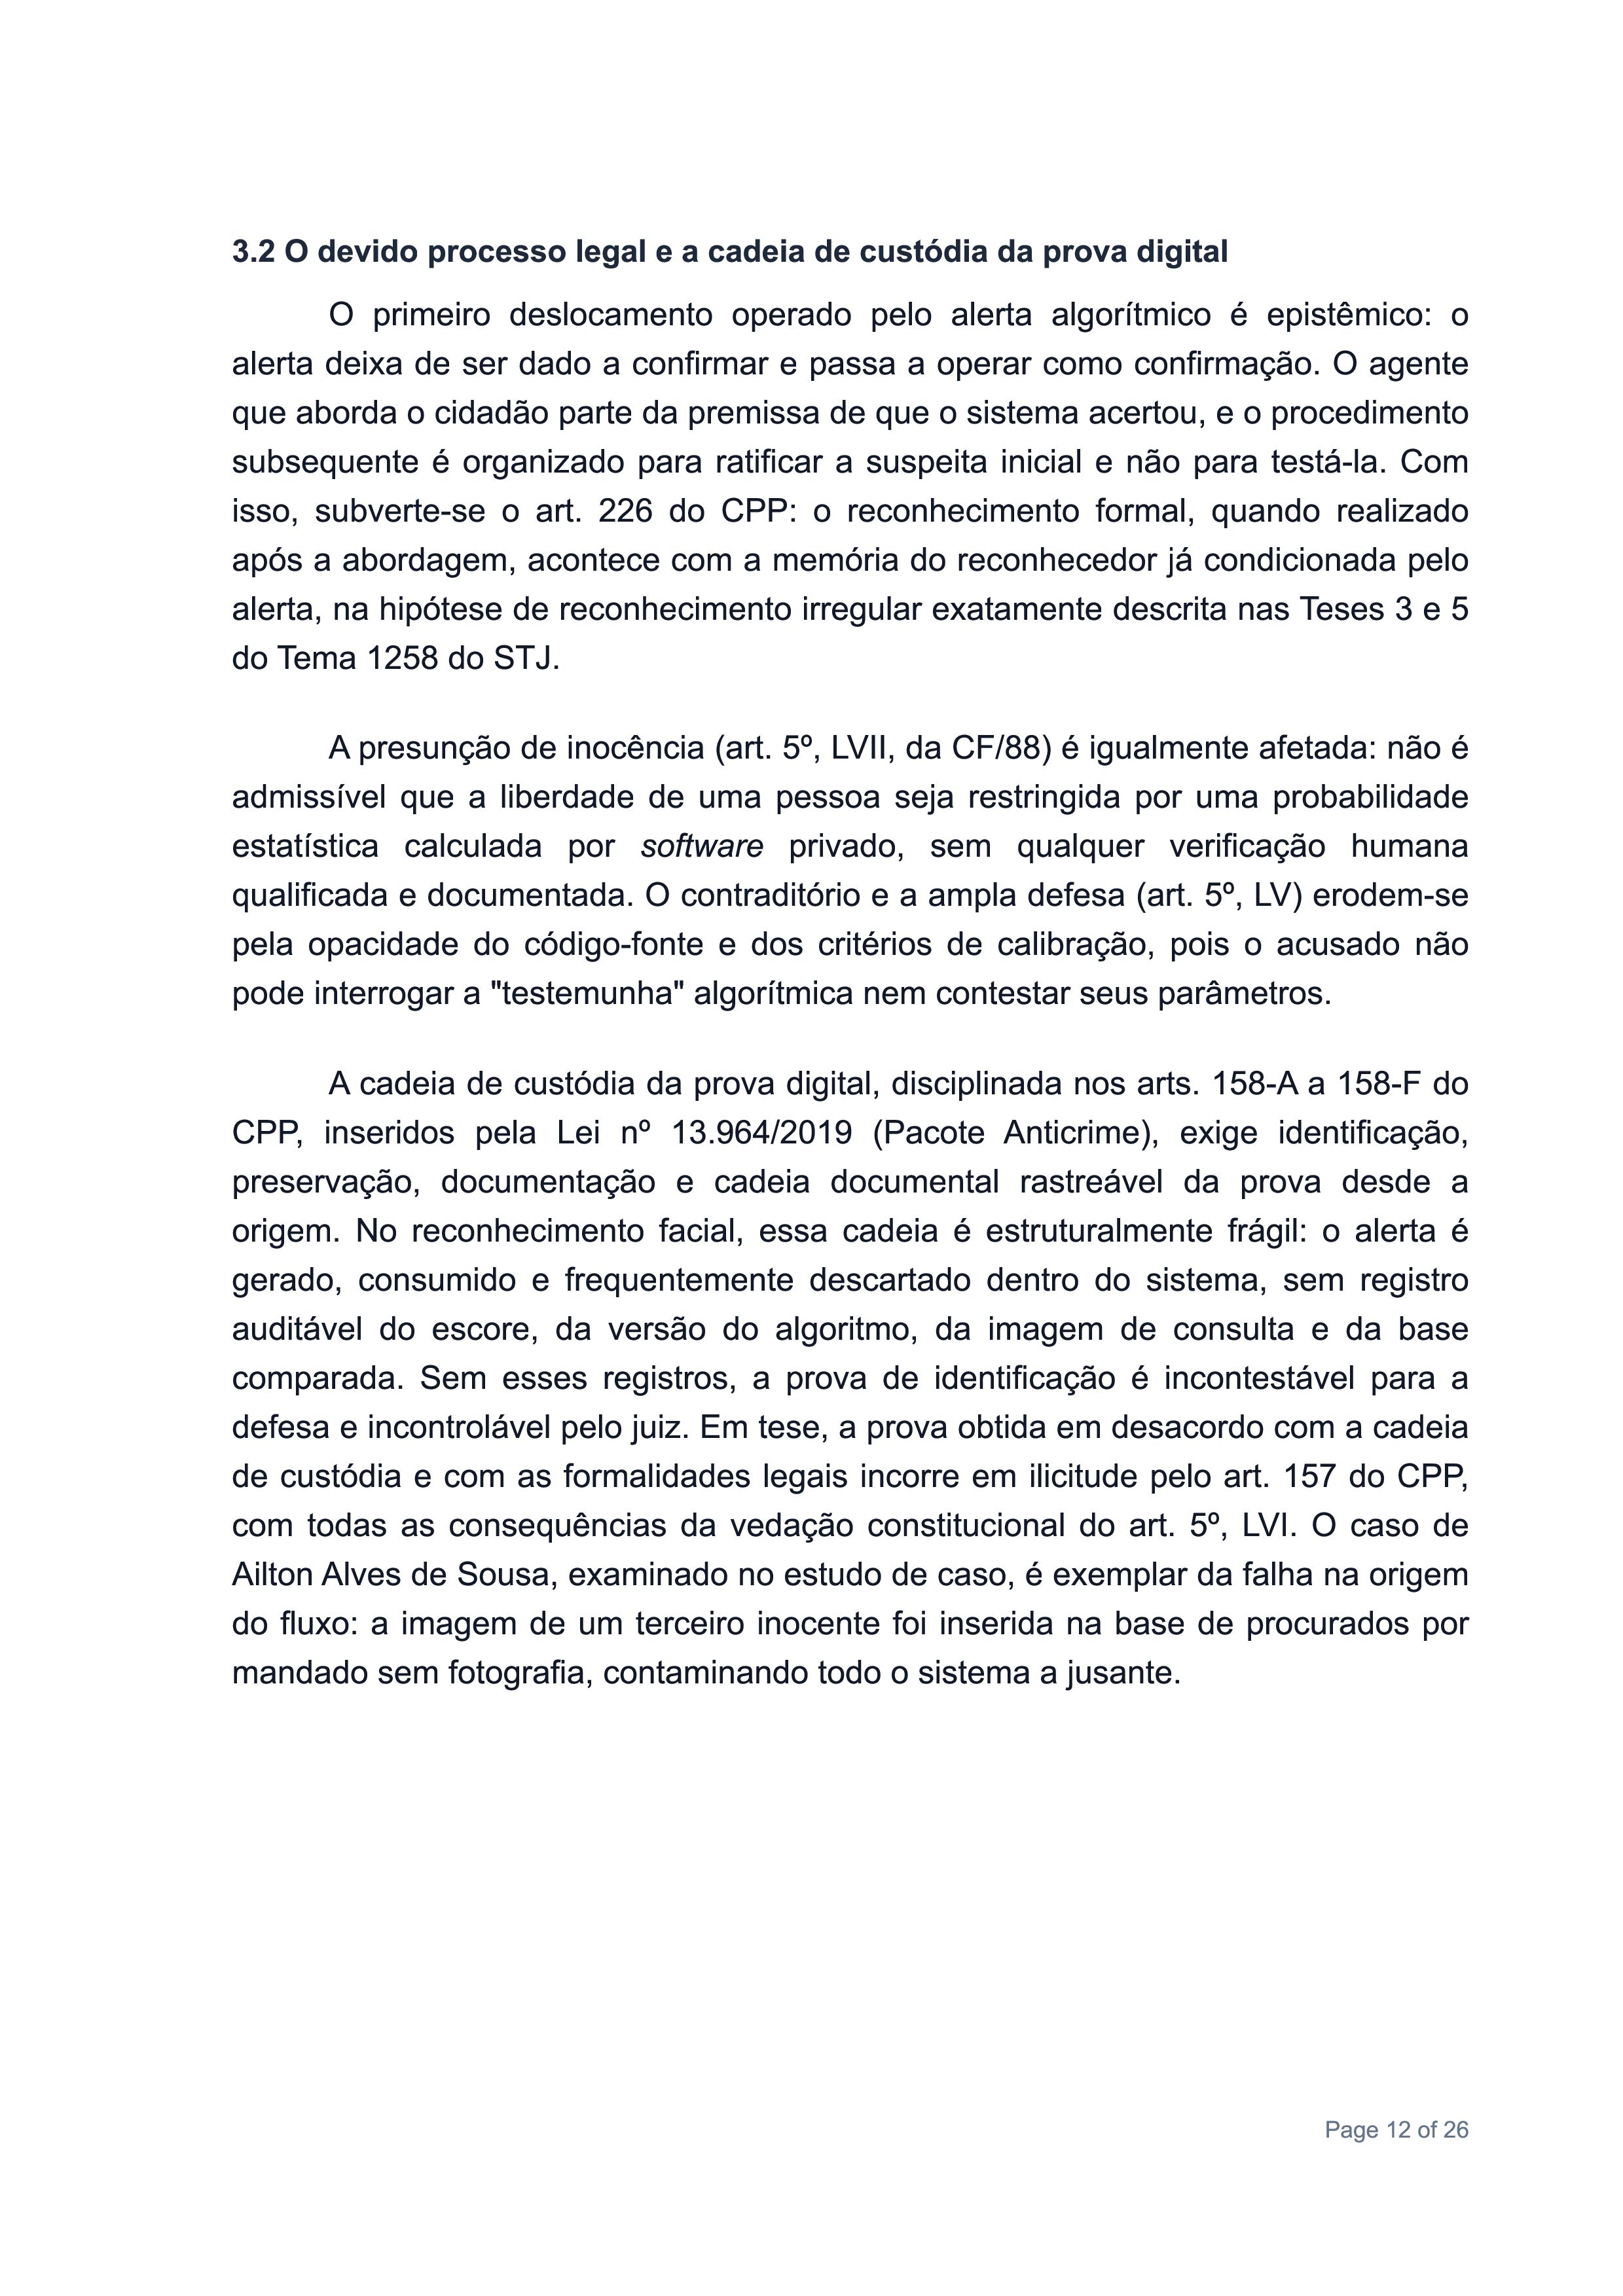 3.2 O devido processo legal e a cadeia de custódia da prova digital
O primeiro deslocamento operado pelo alerta algorítmico é epistêmico: o
alerta deixa de ser dado a confirmar e passa a operar como confirmação. O agente
que aborda o cidadão parte da premissa de que o sistema acertou, e o procedimento
subsequente é organizado para ratificar a suspeita inicial e não para testá-la. Com
isso, subverte-se o art. 226 do CPP: o reconhecimento formal, quando realizado
após a abordagem, acontece com a memória do reconhecedor já condicionada pelo
alerta, na hipótese de reconhecimento irregular exatamente descrita nas Teses 3 e 5
do Tema 1258 do STJ.
A presunção de inocência (art. 5º, LVII, da CF/88) é igualmente afetada: não é
admissível que a liberdade de uma pessoa seja restringida por uma probabilidade
estatística calculada por software privado, sem qualquer verificação humana
qualificada e documentada. O contraditório e a ampla defesa (art. 5º, LV) erodem-se
pela opacidade do código-fonte e dos critérios de calibração, pois o acusado não
pode interrogar a "testemunha" algorítmica nem contestar seus parâmetros.
A cadeia de custódia da prova digital, disciplinada nos arts. 158-A a 158-F do
CPP, inseridos pela Lei nº 13.964/2019 (Pacote Anticrime), exige identificação,
preservação, documentação e cadeia documental rastreável da prova desde a
origem. No reconhecimento facial, essa cadeia é estruturalmente frágil: o alerta é
gerado, consumido e frequentemente descartado dentro do sistema, sem registro
auditável do escore, da versão do algoritmo, da imagem de consulta e da base
comparada. Sem esses registros, a prova de identificação é incontestável para a
defesa e incontrolável pelo juiz. Em tese, a prova obtida em desacordo com a cadeia
de custódia e com as formalidades legais incorre em ilicitude pelo art. 157 do CPP,
com todas as consequências da vedação constitucional do art. 5º, LVI. O caso de
Ailton Alves de Sousa, examinado no estudo de caso, é exemplar da falha na origem
do fluxo: a imagem de um terceiro inocente foi inserida na base de procurados por
mandado sem fotografia, contaminando todo o sistema a jusante.
Page 12 of 26